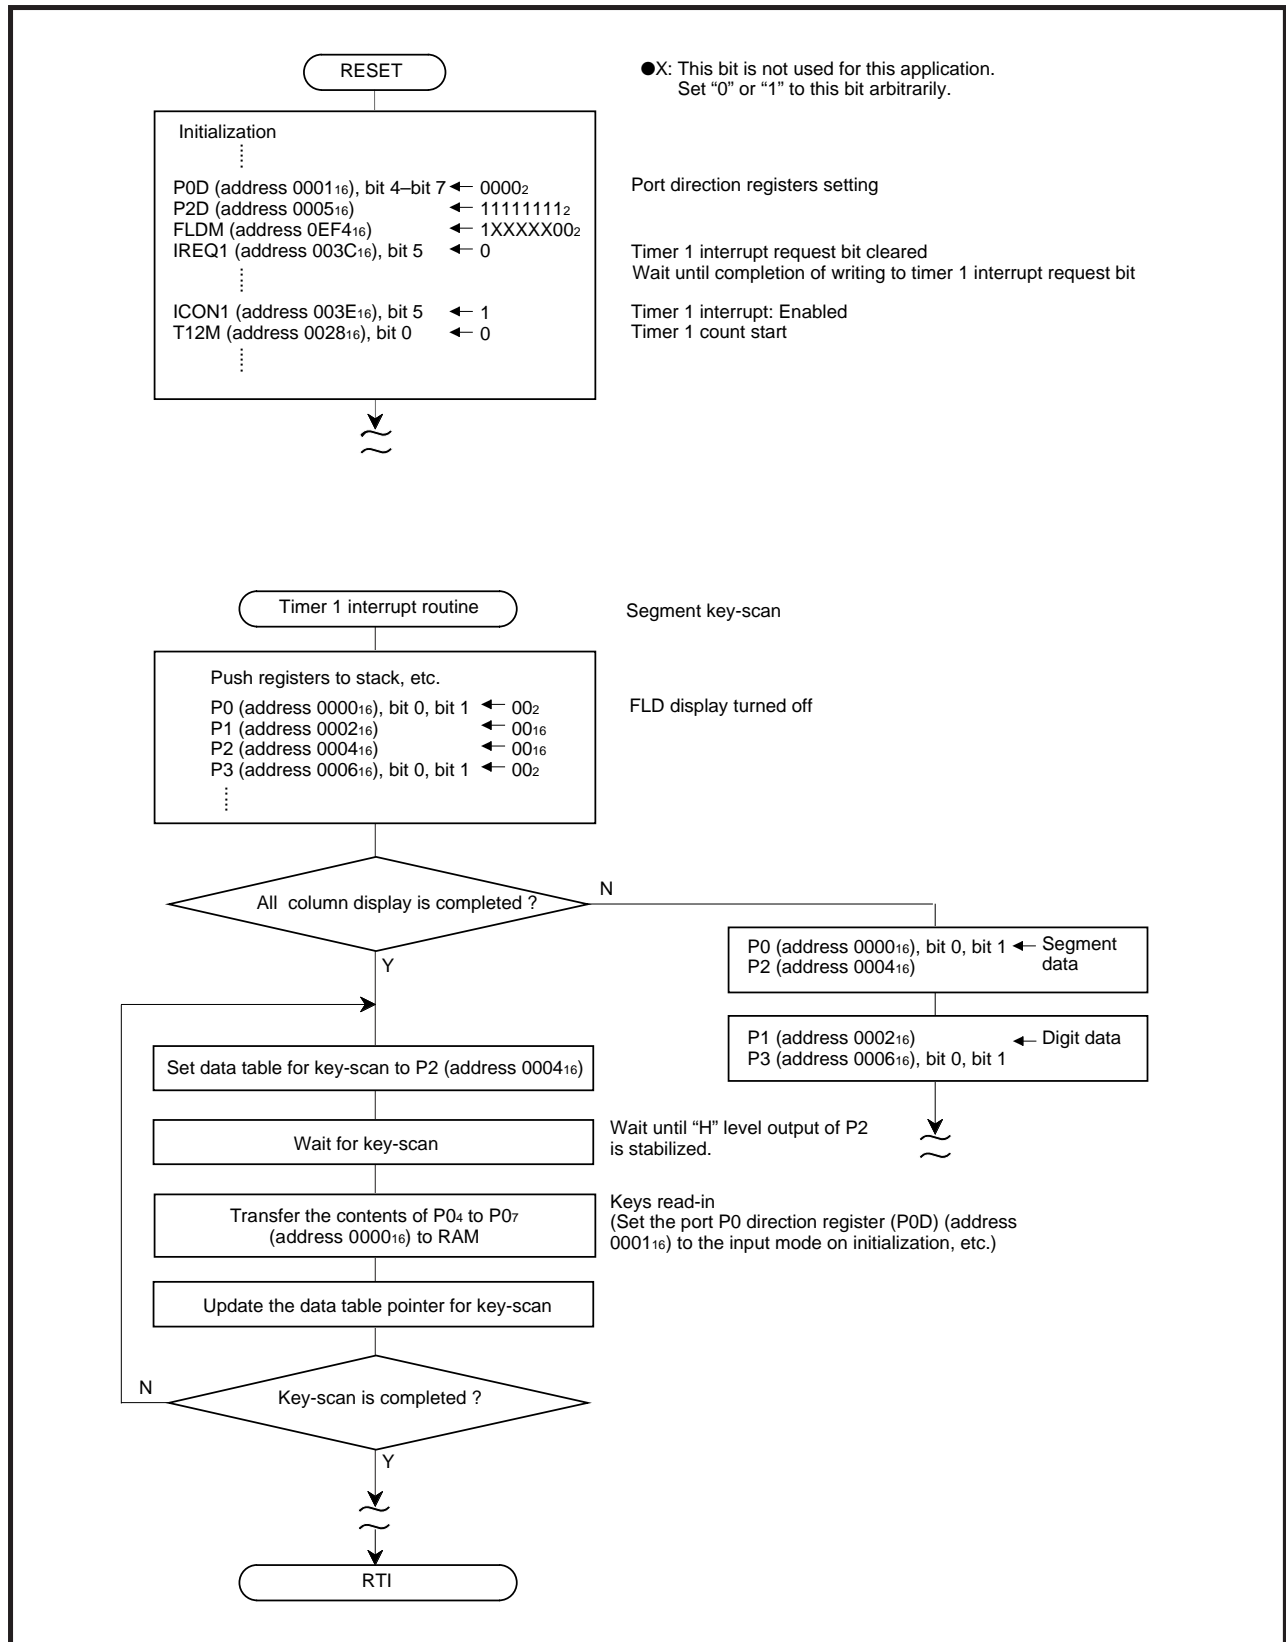 RESET
●X: This bit is not used for this application.
Set “0” or “1” to this bit arbitrarily.
Initialization
P0D (address 000116), bit 4–bit 7 ← 00002
Port direction registers setting
P2D (address 000516) ← 111111112
FLDM (address 0EF416) ← 1XXXXX002
IREQ1 (address 003C16), bit 5 ← 0
Timer 1 interrupt request bit cleared
Wait until completion of writing to timer 1 interrupt request bit
ICON1 (address 003E16), bit 5 ← 1
Timer 1 interrupt: Enabled
T12M (address 002816), bit 0 ← 0
Timer 1 count start
Timer 1 interrupt routine
Segment key-scan
Push registers to stack, etc.
P0 (address 000016), bit 0, bit 1 ← 002
FLD display turned off
P1 (address 000216) ← 0016
P2 (address 000416) ← 0016
P3 (address 000616), bit 0, bit 1 ← 002
All column display is completed ?
N
Y
P0 (address 000016), bit 0, bit 1 ← Segment
P2 (address 000416) data
P1 (address 000216) ← Digit data
P3 (address 000616), bit 0, bit 1
Set data table for key-scan to P2 (address 000416)
Wait for key-scan
Wait until “H” level output of P2
is stabilized.
Transfer the contents of P04 to P07
(address 000016) to RAM
Keys read-in
(Set the port P0 direction register (P0D) (address
000116) to the input mode on initialization, etc.)
Update the data table pointer for key-scan
N
Key-scan is completed ?
Y
RTI